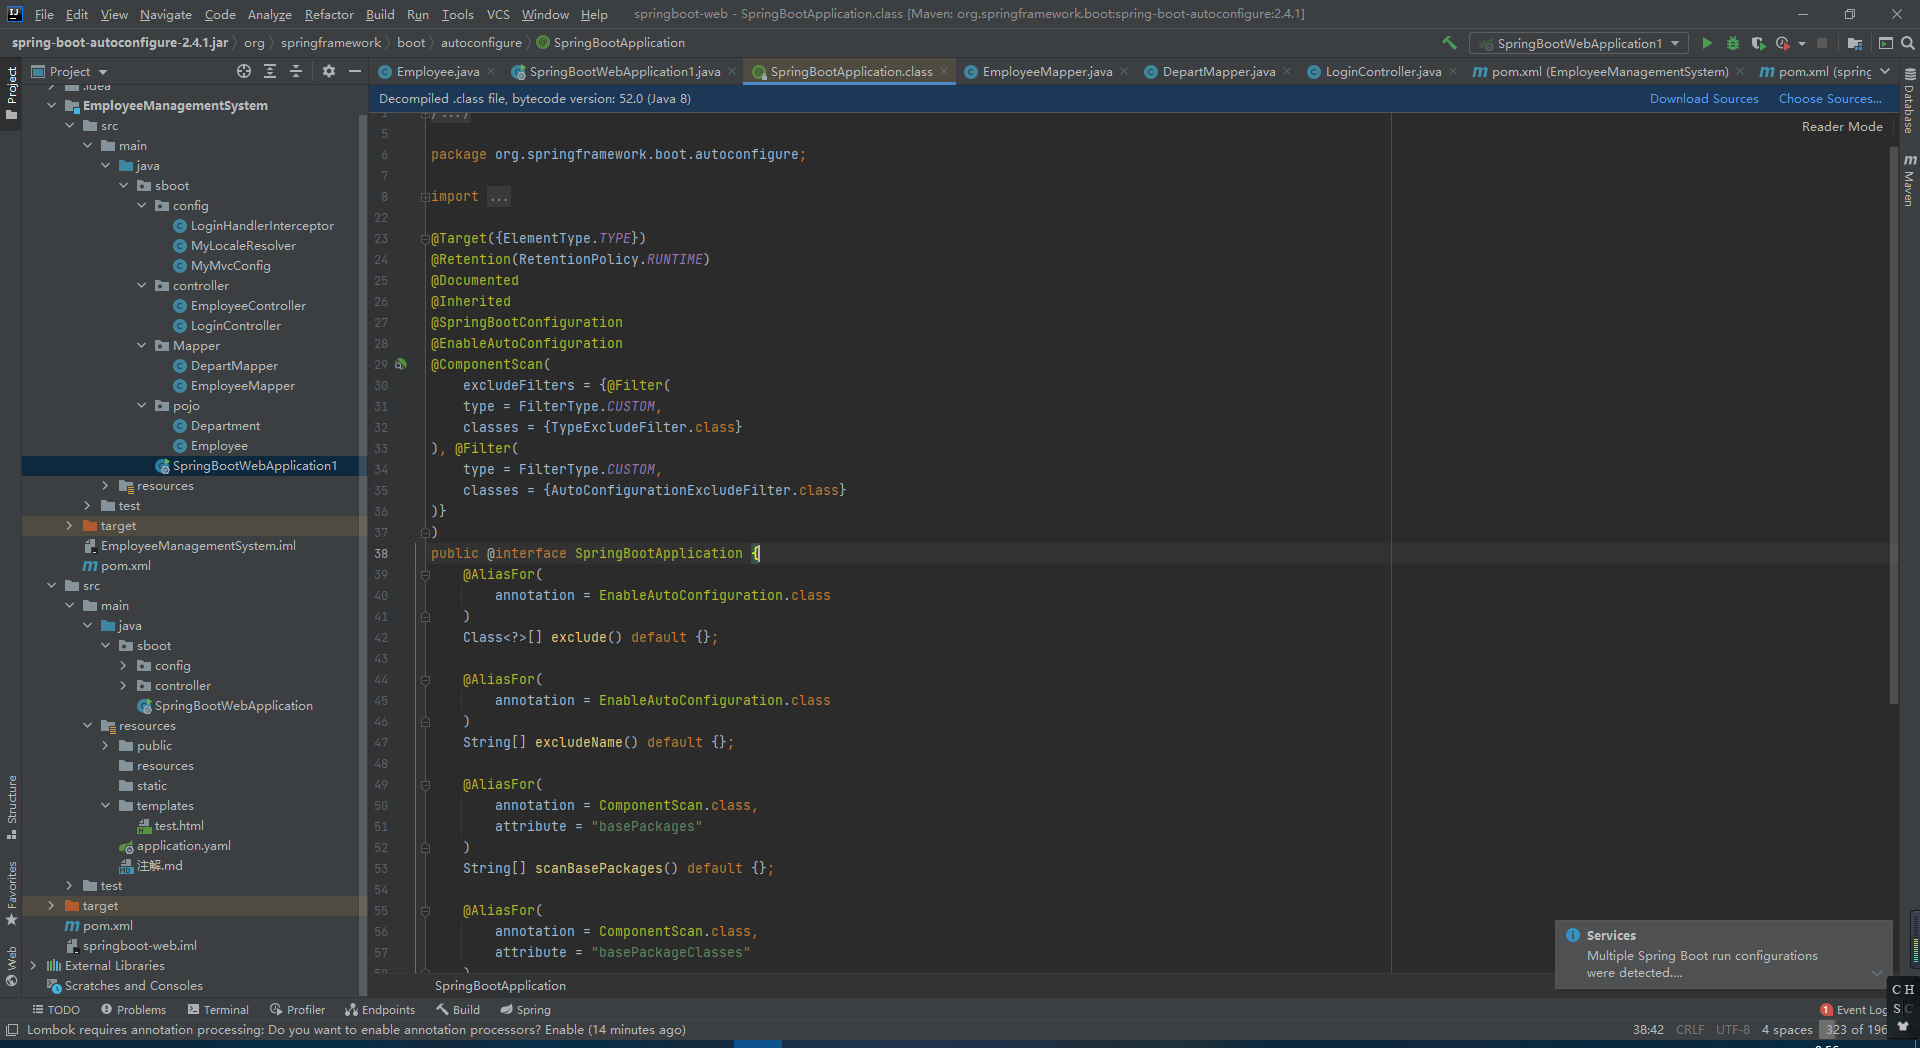 File Edit View Navigate Code Analyze Refactor Build Run Tools VCS Window Help springboot-web - SpringBootApplication.class [Maven: org.springframework.boot:spring-boot-autoconfigure:2.4.1]
spring-boot-autoconfigure-2.4.1.jar org springframework boot autoconfigure SpringBootApplication SpringBootWebApplication1
Project
Employee.java SpringBootWebApplication1.java SpringBootApplication.class EmployeeMapper.java DepartMapper.java LoginController.java pom.xml (EmployeeManagementSystem) pom.xml (spring
Decompiled .class file, bytecode version: 52.0 (Java 8) Download Sources Choose Sources...
Reader Mode
Project
Structure
Favorites
Web
Database
Maven
.idea
EmployeeManagementSystem
src
main
java
sboot
config
LoginHandlerInterceptor
MyLocaleResolver
MyMvcConfig
controller
EmployeeController
LoginController
Mapper
DepartMapper
EmployeeMapper
pojo
Department
Employee
SpringBootWebApplication1
resources
test
target
EmployeeManagementSystem.iml
pom.xml
src
main
java
sboot
config
controller
SpringBootWebApplication
resources
public
resources
static
templates
test.html
application.yaml
注解.md
test
target
pom.xml
springboot-web.iml
External Libraries
Scratches and Consoles
1 /.../
5
6 package org.springframework.boot.autoconfigure;
7
8 import ...
22
23 @Target({ElementType.TYPE})
24 @Retention(RetentionPolicy.RUNTIME)
25 @Documented
26 @Inherited
27 @SpringBootConfiguration
28 @EnableAutoConfiguration
29 @ComponentScan(
30 excludeFilters = {@Filter(
31 type = FilterType.CUSTOM,
32 classes = {TypeExcludeFilter.class}
33 ), @Filter(
34 type = FilterType.CUSTOM,
35 classes = {AutoConfigurationExcludeFilter.class}
36 )}
37 )
38 public @interface SpringBootApplication {
39 @AliasFor(
40 annotation = EnableAutoConfiguration.class
41 )
42 Class<?>[] exclude() default {};
43
44 @AliasFor(
45 annotation = EnableAutoConfiguration.class
46 )
47 String[] excludeName() default {};
48
49 @AliasFor(
50 annotation = ComponentScan.class,
51 attribute = "basePackages"
52 )
53 String[] scanBasePackages() default {};
54
55 @AliasFor(
56 annotation = ComponentScan.class,
57 attribute = "basePackageClasses"
58 )
SpringBootApplication
Services
Multiple Spring Boot run configurations
were detected....
TODO Problems Terminal Profiler Endpoints Build Spring 1 Event Log
Lombok requires annotation processing: Do you want to enable annotation processors? Enable (14 minutes ago) 38:42 CRLF UTF-8 4 spaces 323 of 196
C H
S C